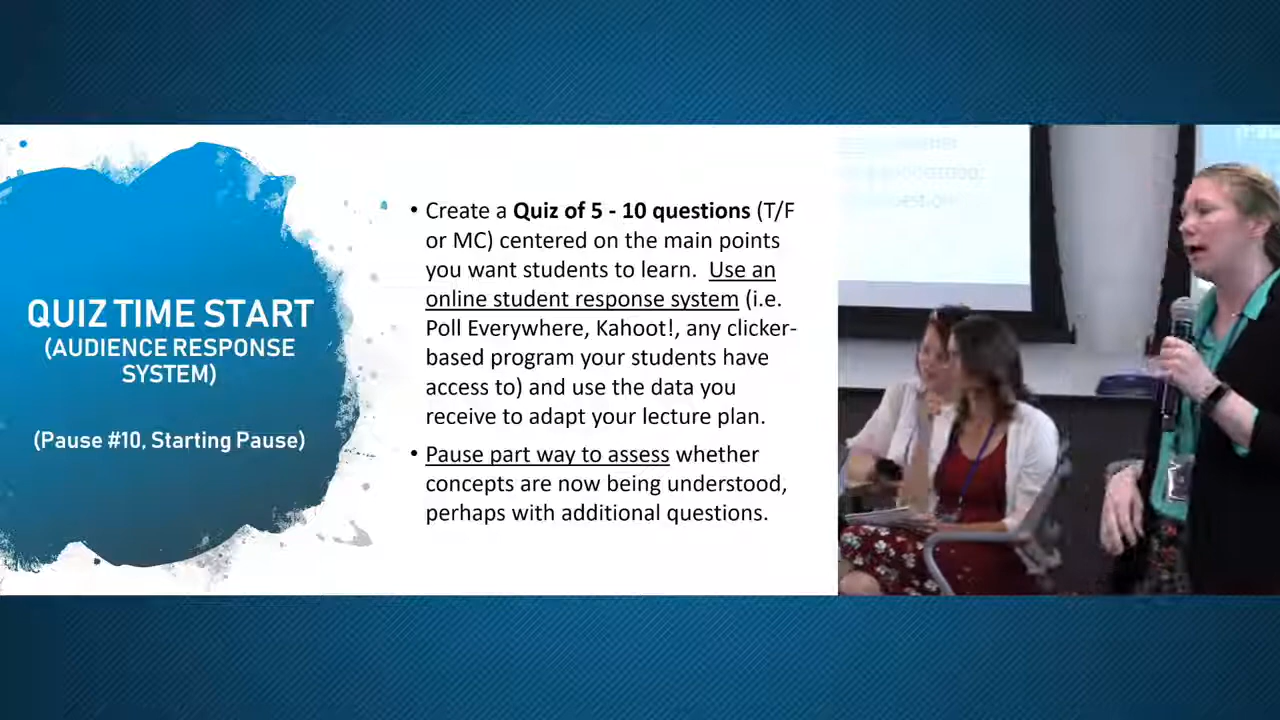 QUIZ TIME START
(AUDIENCE RESPONSE
SYSTEM)
(Pause #10, Starting Pause)
• Create a Quiz of 5 - 10 questions (T/F
or MC) centered on the main points
you want students to learn.  Use an
online student response system (i.e.
Poll Everywhere, Kahoot!, any clicker-
based program your students have
access to) and use the data you
receive to adapt your lecture plan.
• Pause part way to assess whether
concepts are now being understood,
perhaps with additional questions.